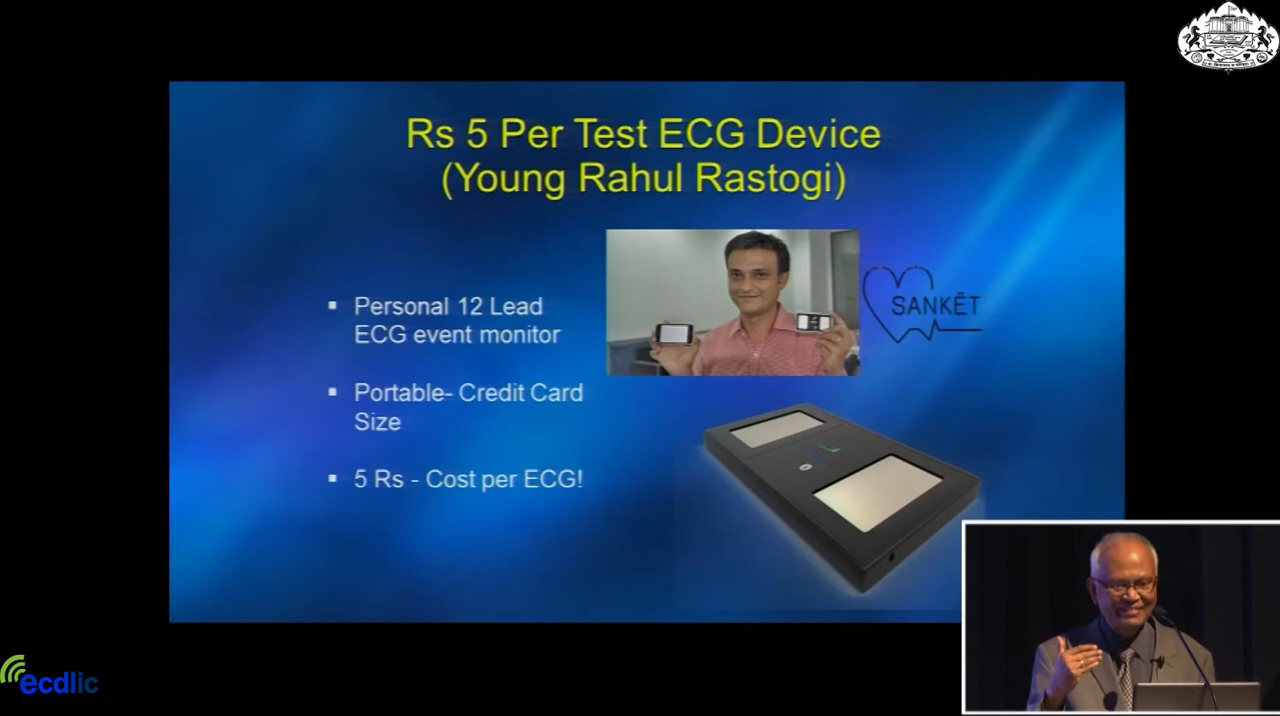 Rs 5 Per Test ECG Device
(Young Rahul Rastogi)
▪ Personal 12 Lead
ECG event monitor
▪ Portable- Credit Card
Size
▪ 5 Rs - Cost per ECG!
SANKĒT
ecdlic